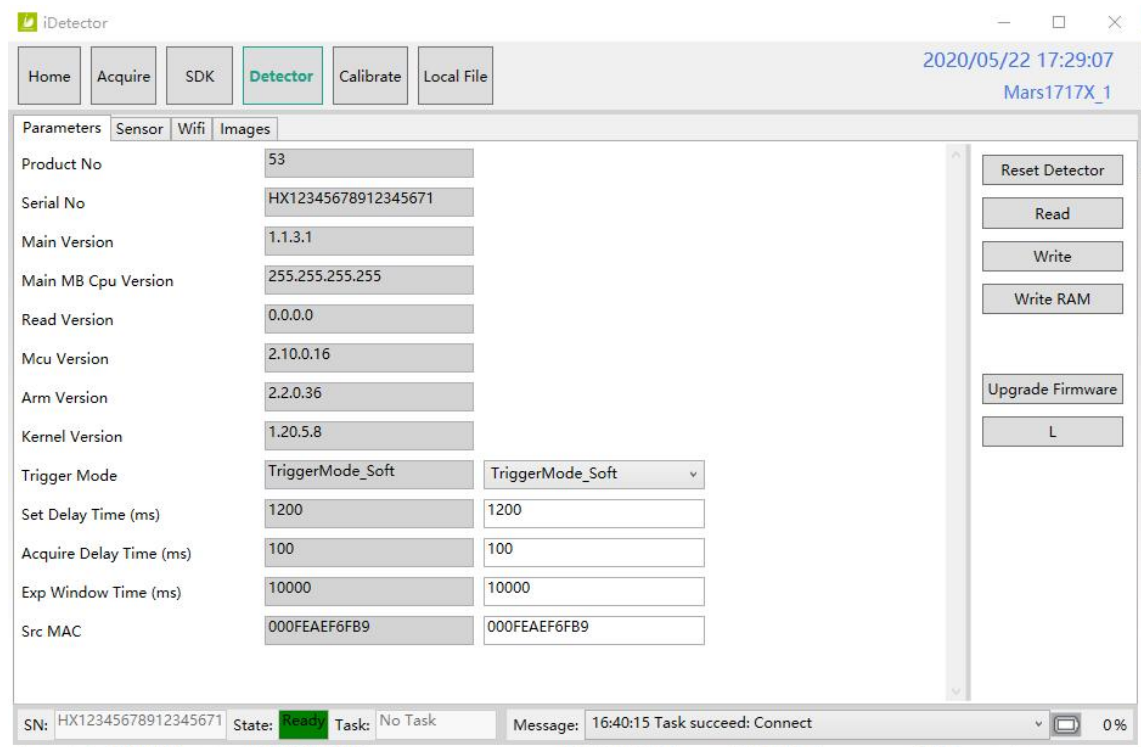 iDetector
Home Acquire SDK Detector Calibrate Local File
2020/05/22 17:29:07
Mars1717X_1
Parameters Sensor Wifi Images
Product No 53
Serial No HX12345678912345671
Main Version 1.1.3.1
Main MB Cpu Version 255.255.255.255
Read Version 0.0.0.0
Mcu Version 2.10.0.16
Arm Version 2.2.0.36
Kernel Version 1.20.5.8
Trigger Mode TriggerMode_Soft TriggerMode_Soft
Set Delay Time (ms) 1200 1200
Acquire Delay Time (ms) 100 100
Exp Window Time (ms) 10000 10000
Src MAC 000FEAEF6FB9 000FEAEF6FB9
Reset Detector
Read
Write
Write RAM
Upgrade Firmware
L
SN: HX12345678912345671 State: Ready Task: No Task Message: 16:40:15 Task succeed: Connect 0%